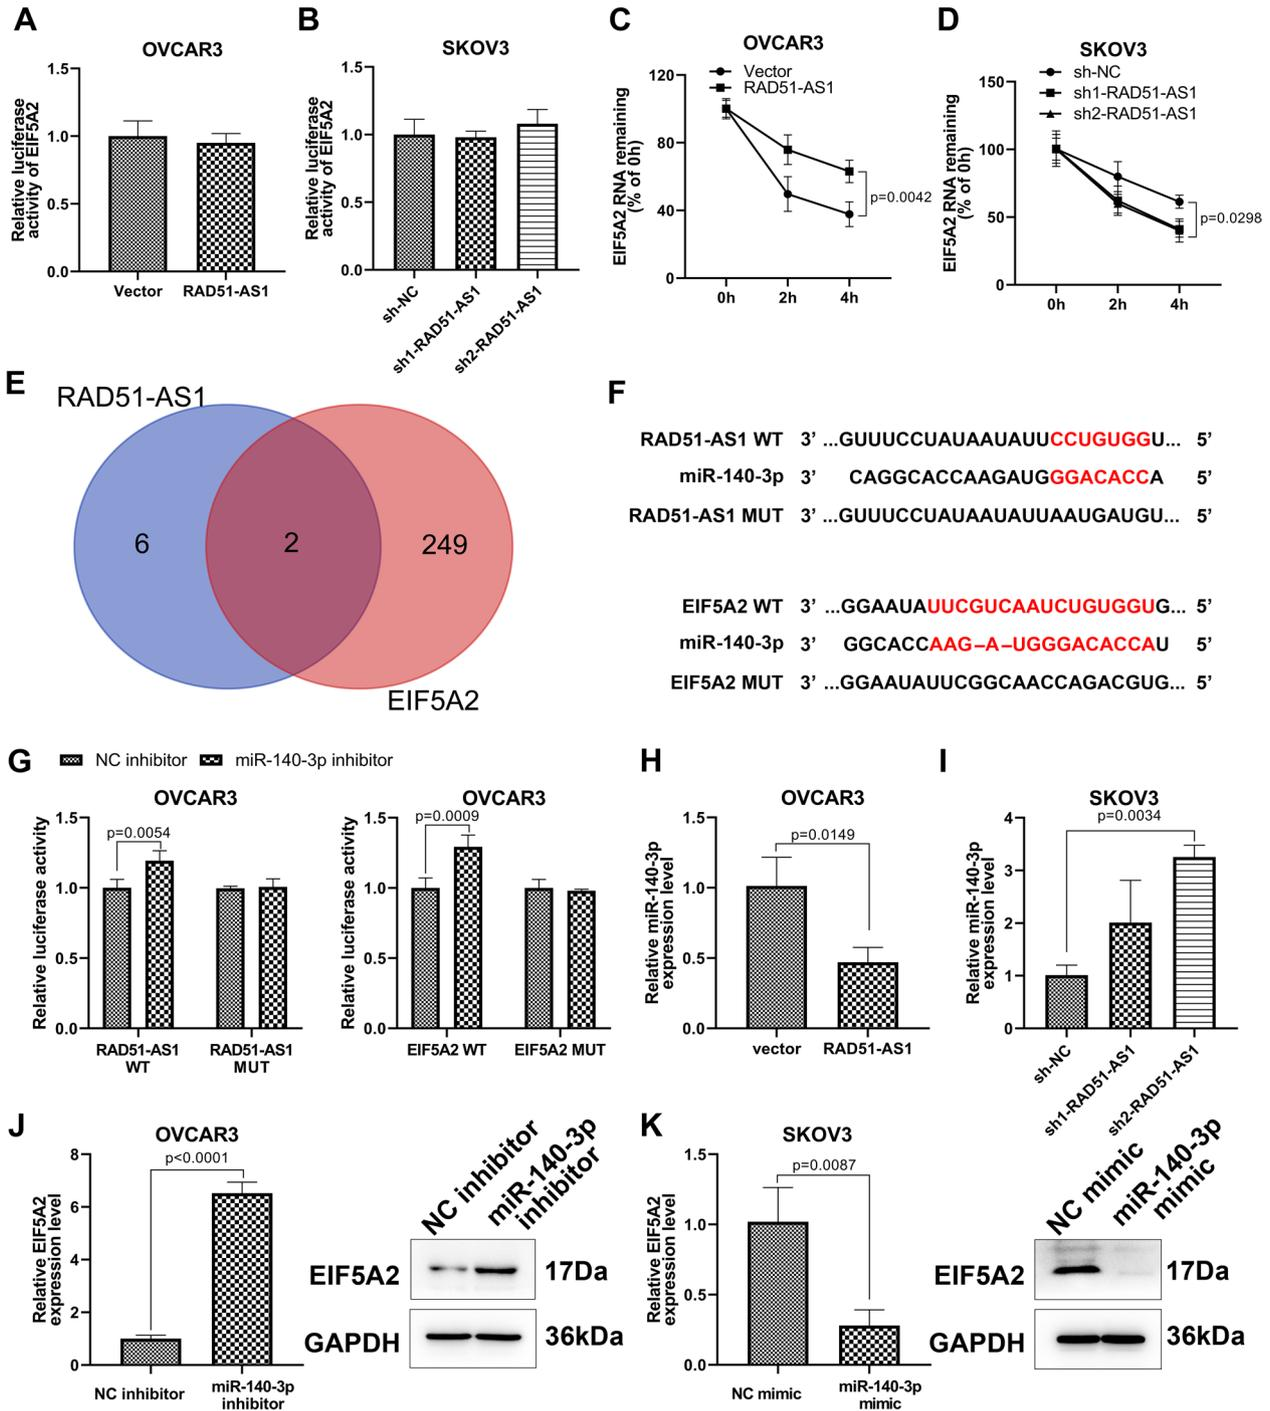 A
OVCAR3
Relative luciferase
activity of EIF5A2
1.5
1.0
0.5
0.0
Vector
RAD51-AS1
B
SKOV3
Relative luciferase
activity of EIF5A2
1.5
1.0
0.5
0.0
sh-NC
sh1-RAD51-AS1
sh2-RAD51-AS1
C
OVCAR3
Vector
RAD51-AS1
EIF5A2 RNA remaining
(% of 0h)
120
80
40
0
p=0.0042
0h
2h
4h
D
SKOV3
sh-NC
sh1-RAD51-AS1
sh2-RAD51-AS1
EIF5A2 RNA remaining
(% of 0h)
150
100
50
0
p=0.0298
0h
2h
4h
E
RAD51-AS1
6
2
249
EIF5A2
F
RAD51-AS1 WT 3’ ...GUUUCCUAUAAUAUUCCUGUGGU... 5’
miR-140-3p 3’ CAGGCACCAAGAUGGGACACCA 5’
RAD51-AS1 MUT 3’ ...GUUUCCUAUAAUAUUAAUGAUGU... 5’
EIF5A2 WT 3’ ...GGAAUAUUCGUCAAUCUGUGGUG... 5’
miR-140-3p 3’ GGCACCAAG–A–UGGGACACCAU 5’
EIF5A2 MUT 3’ ...GGAAUAUUCGGCAACCAGACGUG... 5’
G
NC inhibitor
miR-140-3p inhibitor
OVCAR3
Relative luciferase activity
1.5
1.0
0.5
0.0
p=0.0054
RAD51-AS1
WT
RAD51-AS1
MUT
OVCAR3
Relative luciferase activity
1.5
1.0
0.5
0.0
p=0.0009
EIF5A2 WT
EIF5A2 MUT
H
OVCAR3
Relative miR-140-3p
expression level
1.5
1.0
0.5
0.0
p=0.0149
vector
RAD51-AS1
I
SKOV3
Relative miR-140-3p
expression level
4
3
2
1
0
p=0.0034
sh-NC
sh1-RAD51-AS1
sh2-RAD51-AS1
J
OVCAR3
Relative EIF5A2
expression level
8
6
4
2
0
p<0.0001
NC inhibitor
miR-140-3p
inhibitor
NC inhibitor
miR-140-3p
inhibitor
EIF5A2
17Da
GAPDH
36kDa
K
SKOV3
Relative EIF5A2
expression level
1.5
1.0
0.5
0.0
p=0.0087
NC mimic
miR-140-3p
mimic
NC mimic
miR-140-3p
mimic
EIF5A2
17Da
GAPDH
36kDa